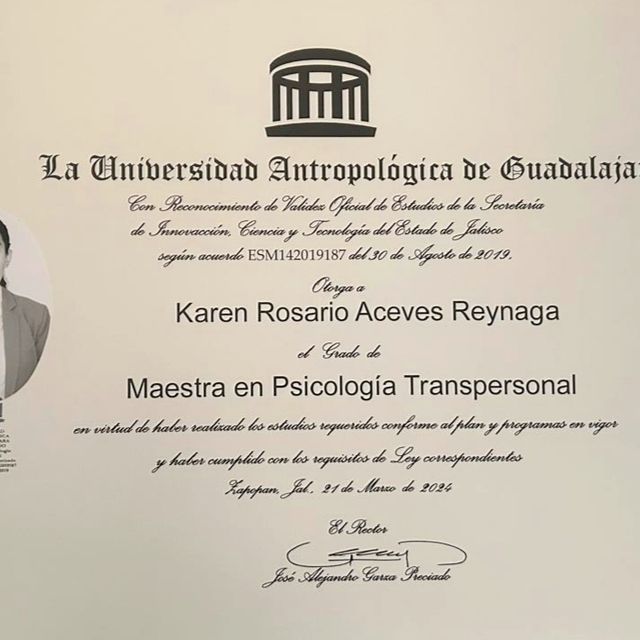 La Universidad Antropológica de Guadalaja
Con Reconocimiento de Validez Oficial de Estudios de la Secretaría
de Innovacción, Ciencia y Tecnología del Estado de Jalisco
según acuerdo ESM142019187 del 30 de Agosto de 2019.
Otorga a
Karen Rosario Aceves Reynaga
el Grado de
Maestra en Psicología Transpersonal
en virtud de haber realizado los estudios requeridos conforme al plan y programas en vigor
y haber cumplido con los requisitos de Ley correspondientes
Zapopan, Jal., 21 de Marzo de 2024
El Rector
José Alejandro Garza Preciado